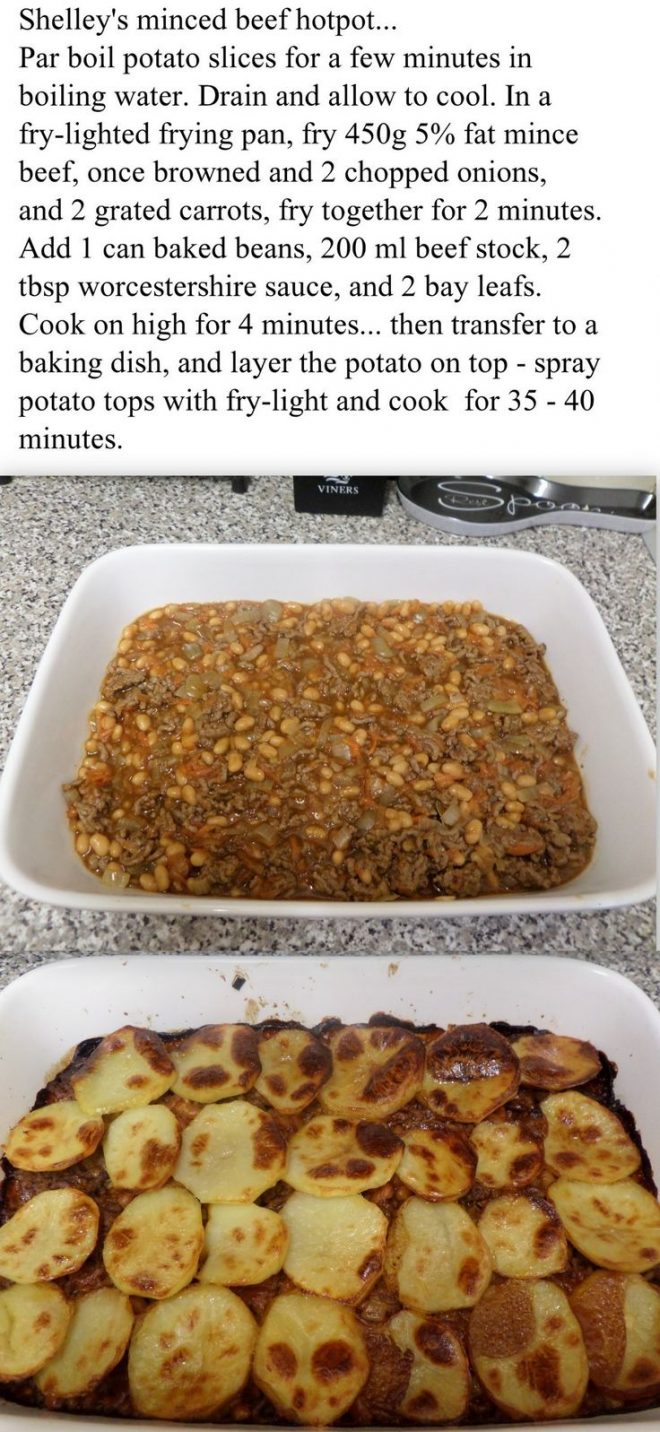 Shelley's minced beef hotpot...
Par boil potato slices for a few minutes in
boiling water. Drain and allow to cool. In a
fry-lighted frying pan, fry 450g 5% fat mince
beef, once browned and 2 chopped onions,
and 2 grated carrots, fry together for 2 minutes.
Add 1 can baked beans, 200 ml beef stock, 2
tbsp worcestershire sauce, and 2 bay leafs.
Cook on high for 4 minutes... then transfer to a
baking dish, and layer the potato on top - spray
potato tops with fry-light and cook  for 35 - 40
minutes.
VINERS
Spoon
Rest